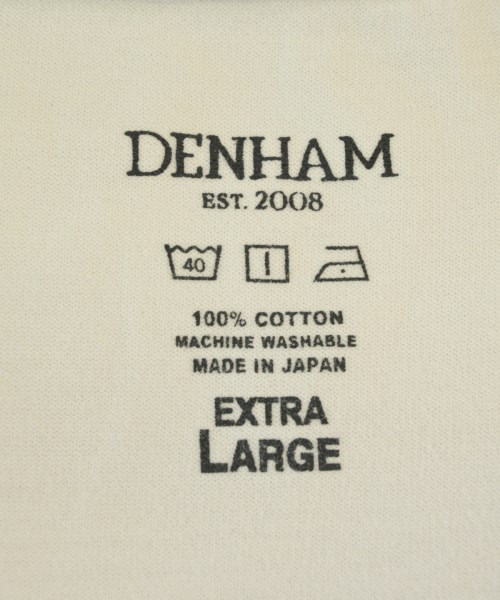 DENHAM
EST. 2008
40
100% COTTON
MACHINE WASHABLE
MADE IN JAPAN
EXTRA
LARGE